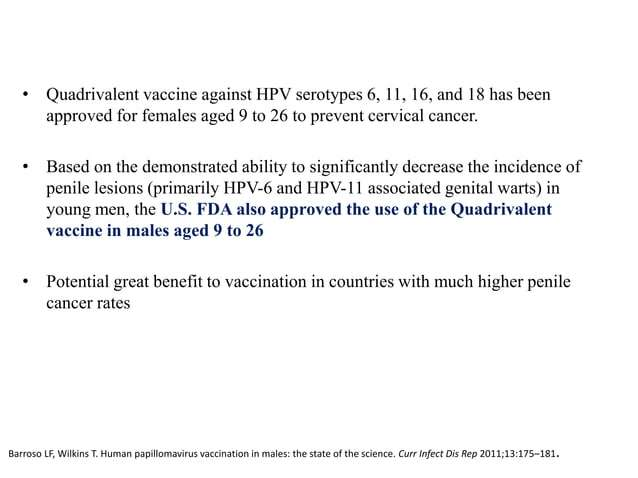 • Quadrivalent vaccine against HPV serotypes 6, 11, 16, and 18 has been
approved for females aged 9 to 26 to prevent cervical cancer.
• Based on the demonstrated ability to significantly decrease the incidence of
penile lesions (primarily HPV-6 and HPV-11 associated genital warts) in
young men, the U.S. FDA also approved the use of the Quadrivalent
vaccine in males aged 9 to 26
• Potential great benefit to vaccination in countries with much higher penile
cancer rates
Barroso LF, Wilkins T. Human papillomavirus vaccination in males: the state of the science. Curr Infect Dis Rep 2011;13:175–181.